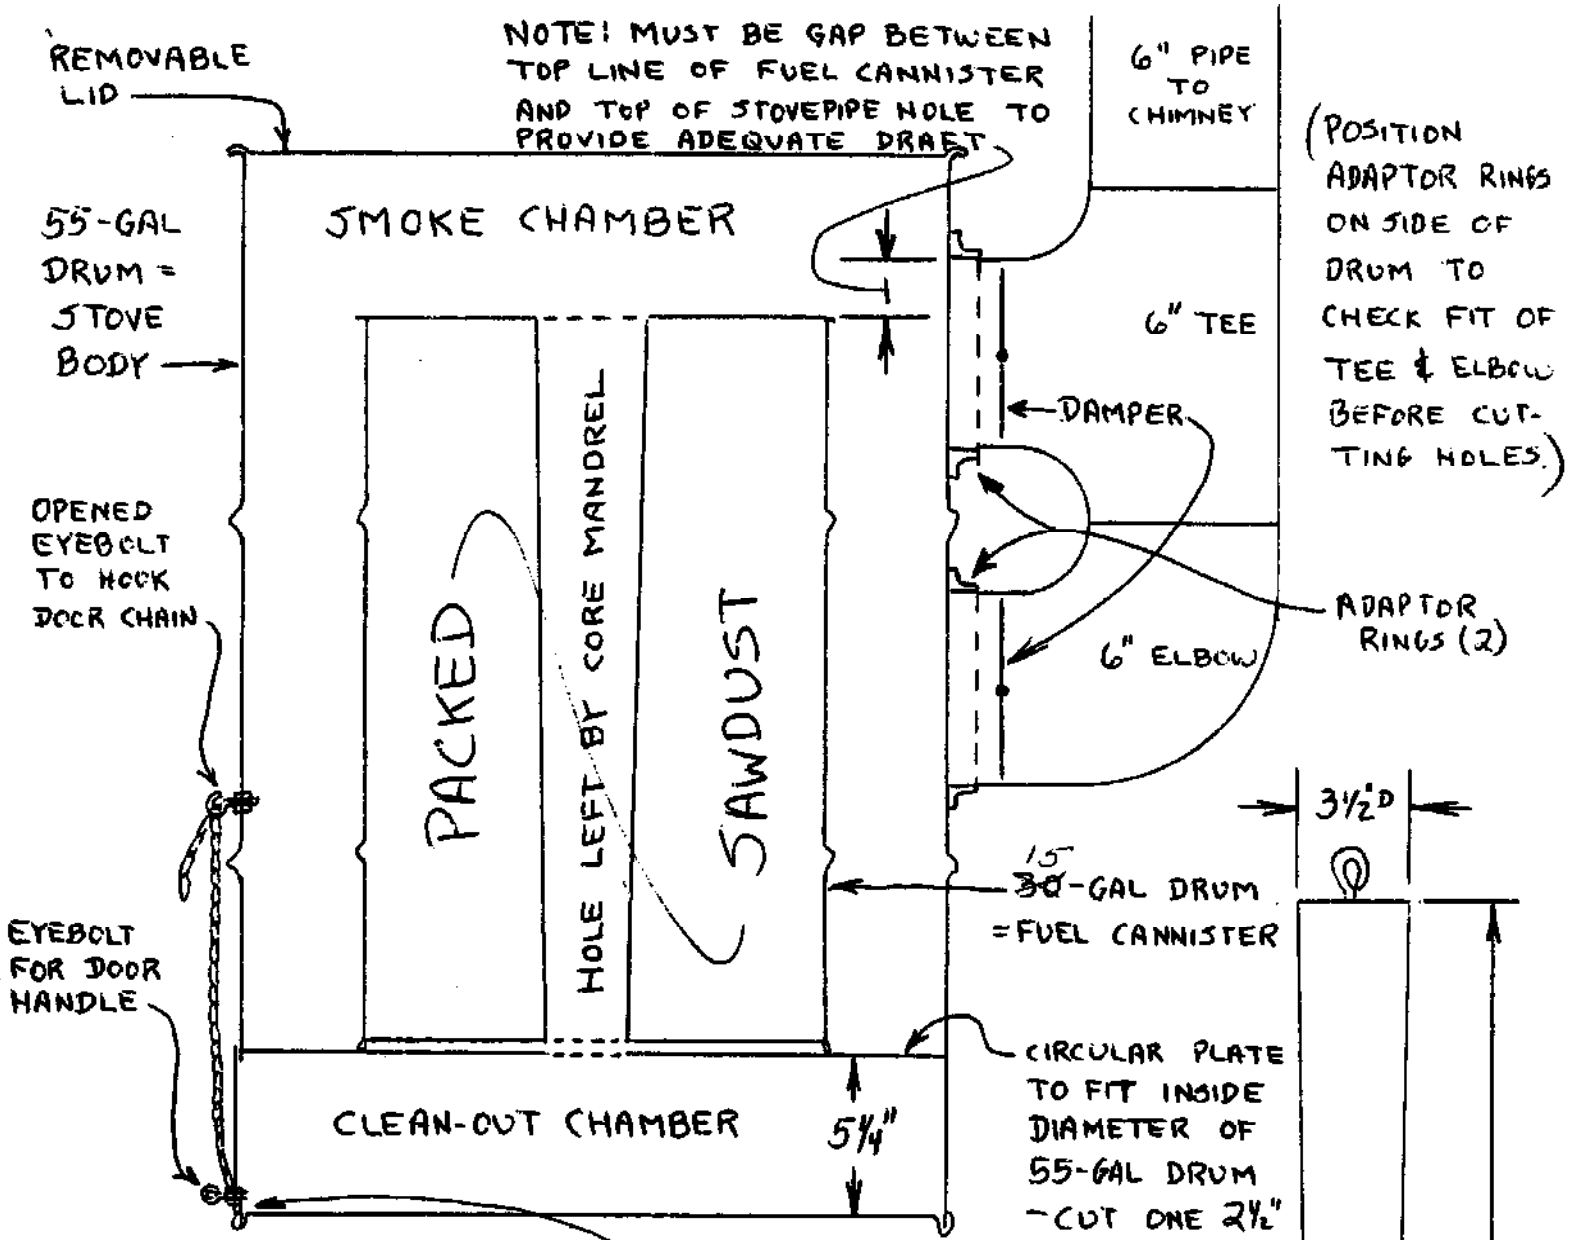 REMOVABLE
LID
NOTE! MUST BE GAP BETWEEN
TOP LINE OF FUEL CANNISTER
AND TOP OF STOVEPIPE HOLE TO
PROVIDE ADEQUATE DRAFT
6" PIPE
TO
CHIMNEY
(POSITION
ADAPTOR RINGS
ON SIDE OF
DRUM TO
CHECK FIT OF
TEE & ELBOW
BEFORE CUT-
TING HOLES.)
55-GAL
DRUM =
STOVE
BODY
SMOKE CHAMBER
6" TEE
DAMPER
OPENED
EYEBOLT
TO HOOK
DOOR CHAIN
PACKED
HOLE LEFT BY CORE MANDREL
SAWDUST
ADAPTOR
RINGS (2)
6" ELBOW
3½"D
15
30-GAL DRUM
=FUEL CANNISTER
EYEBOLT
FOR DOOR
HANDLE
CIRCULAR PLATE
TO FIT INSIDE
DIAMETER OF
55-GAL DRUM
-CUT ONE 2½"
CLEAN-OUT CHAMBER
5¼"